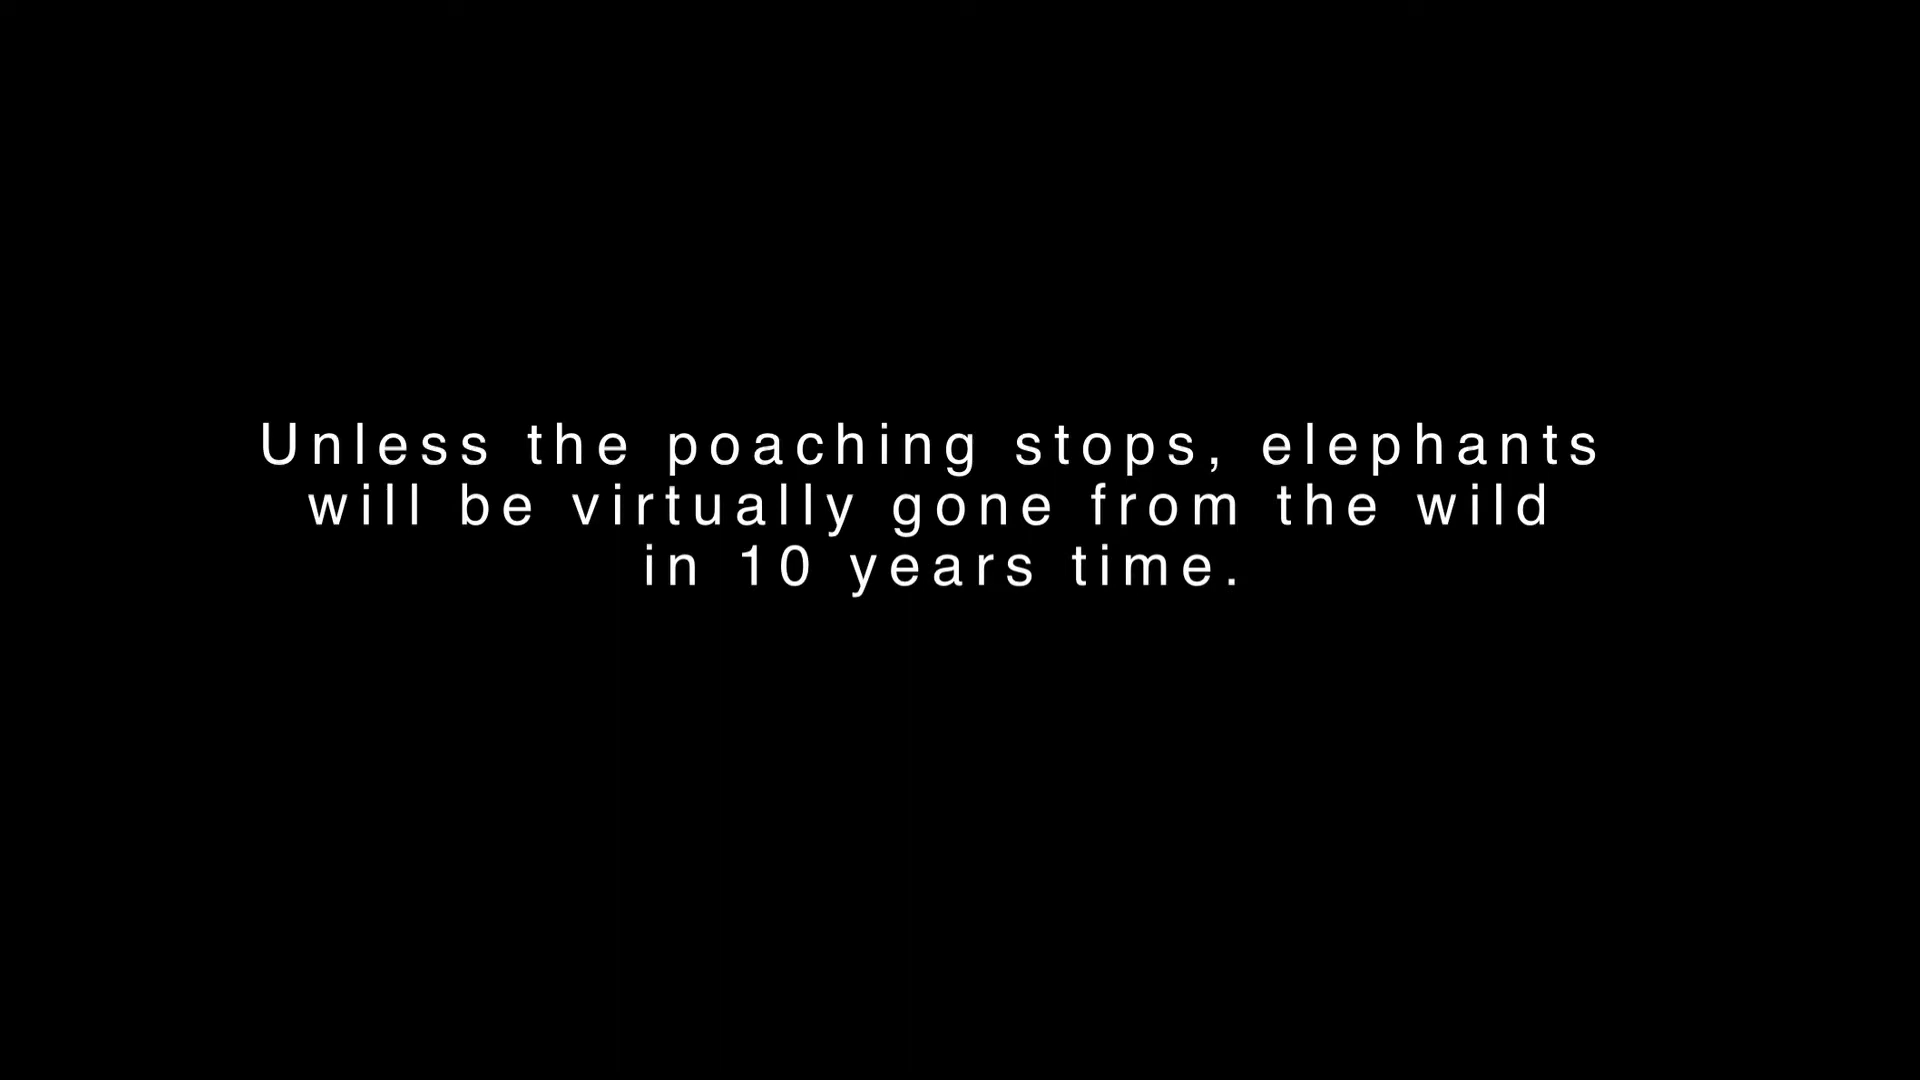 Unless the poaching stops, elephants
will be virtually gone from the wild
in 10 years time.